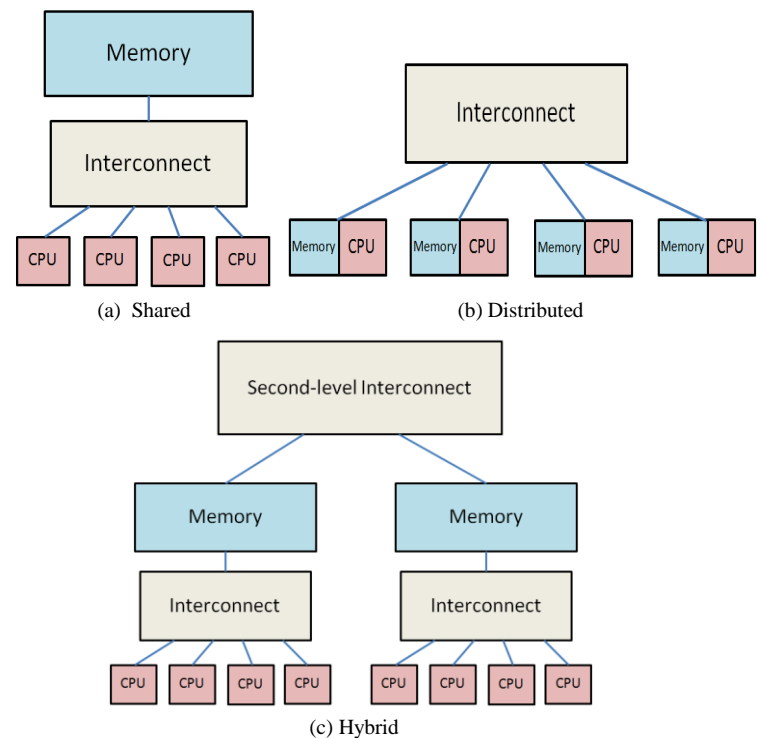 Memory
Interconnect
CPU CPU CPU CPU
(a) Shared
Interconnect
Memory CPU Memory CPU Memory CPU Memory CPU
(b) Distributed
Second-level Interconnect
Memory Memory
Interconnect Interconnect
CPU CPU CPU CPU CPU CPU CPU CPU
(c) Hybrid